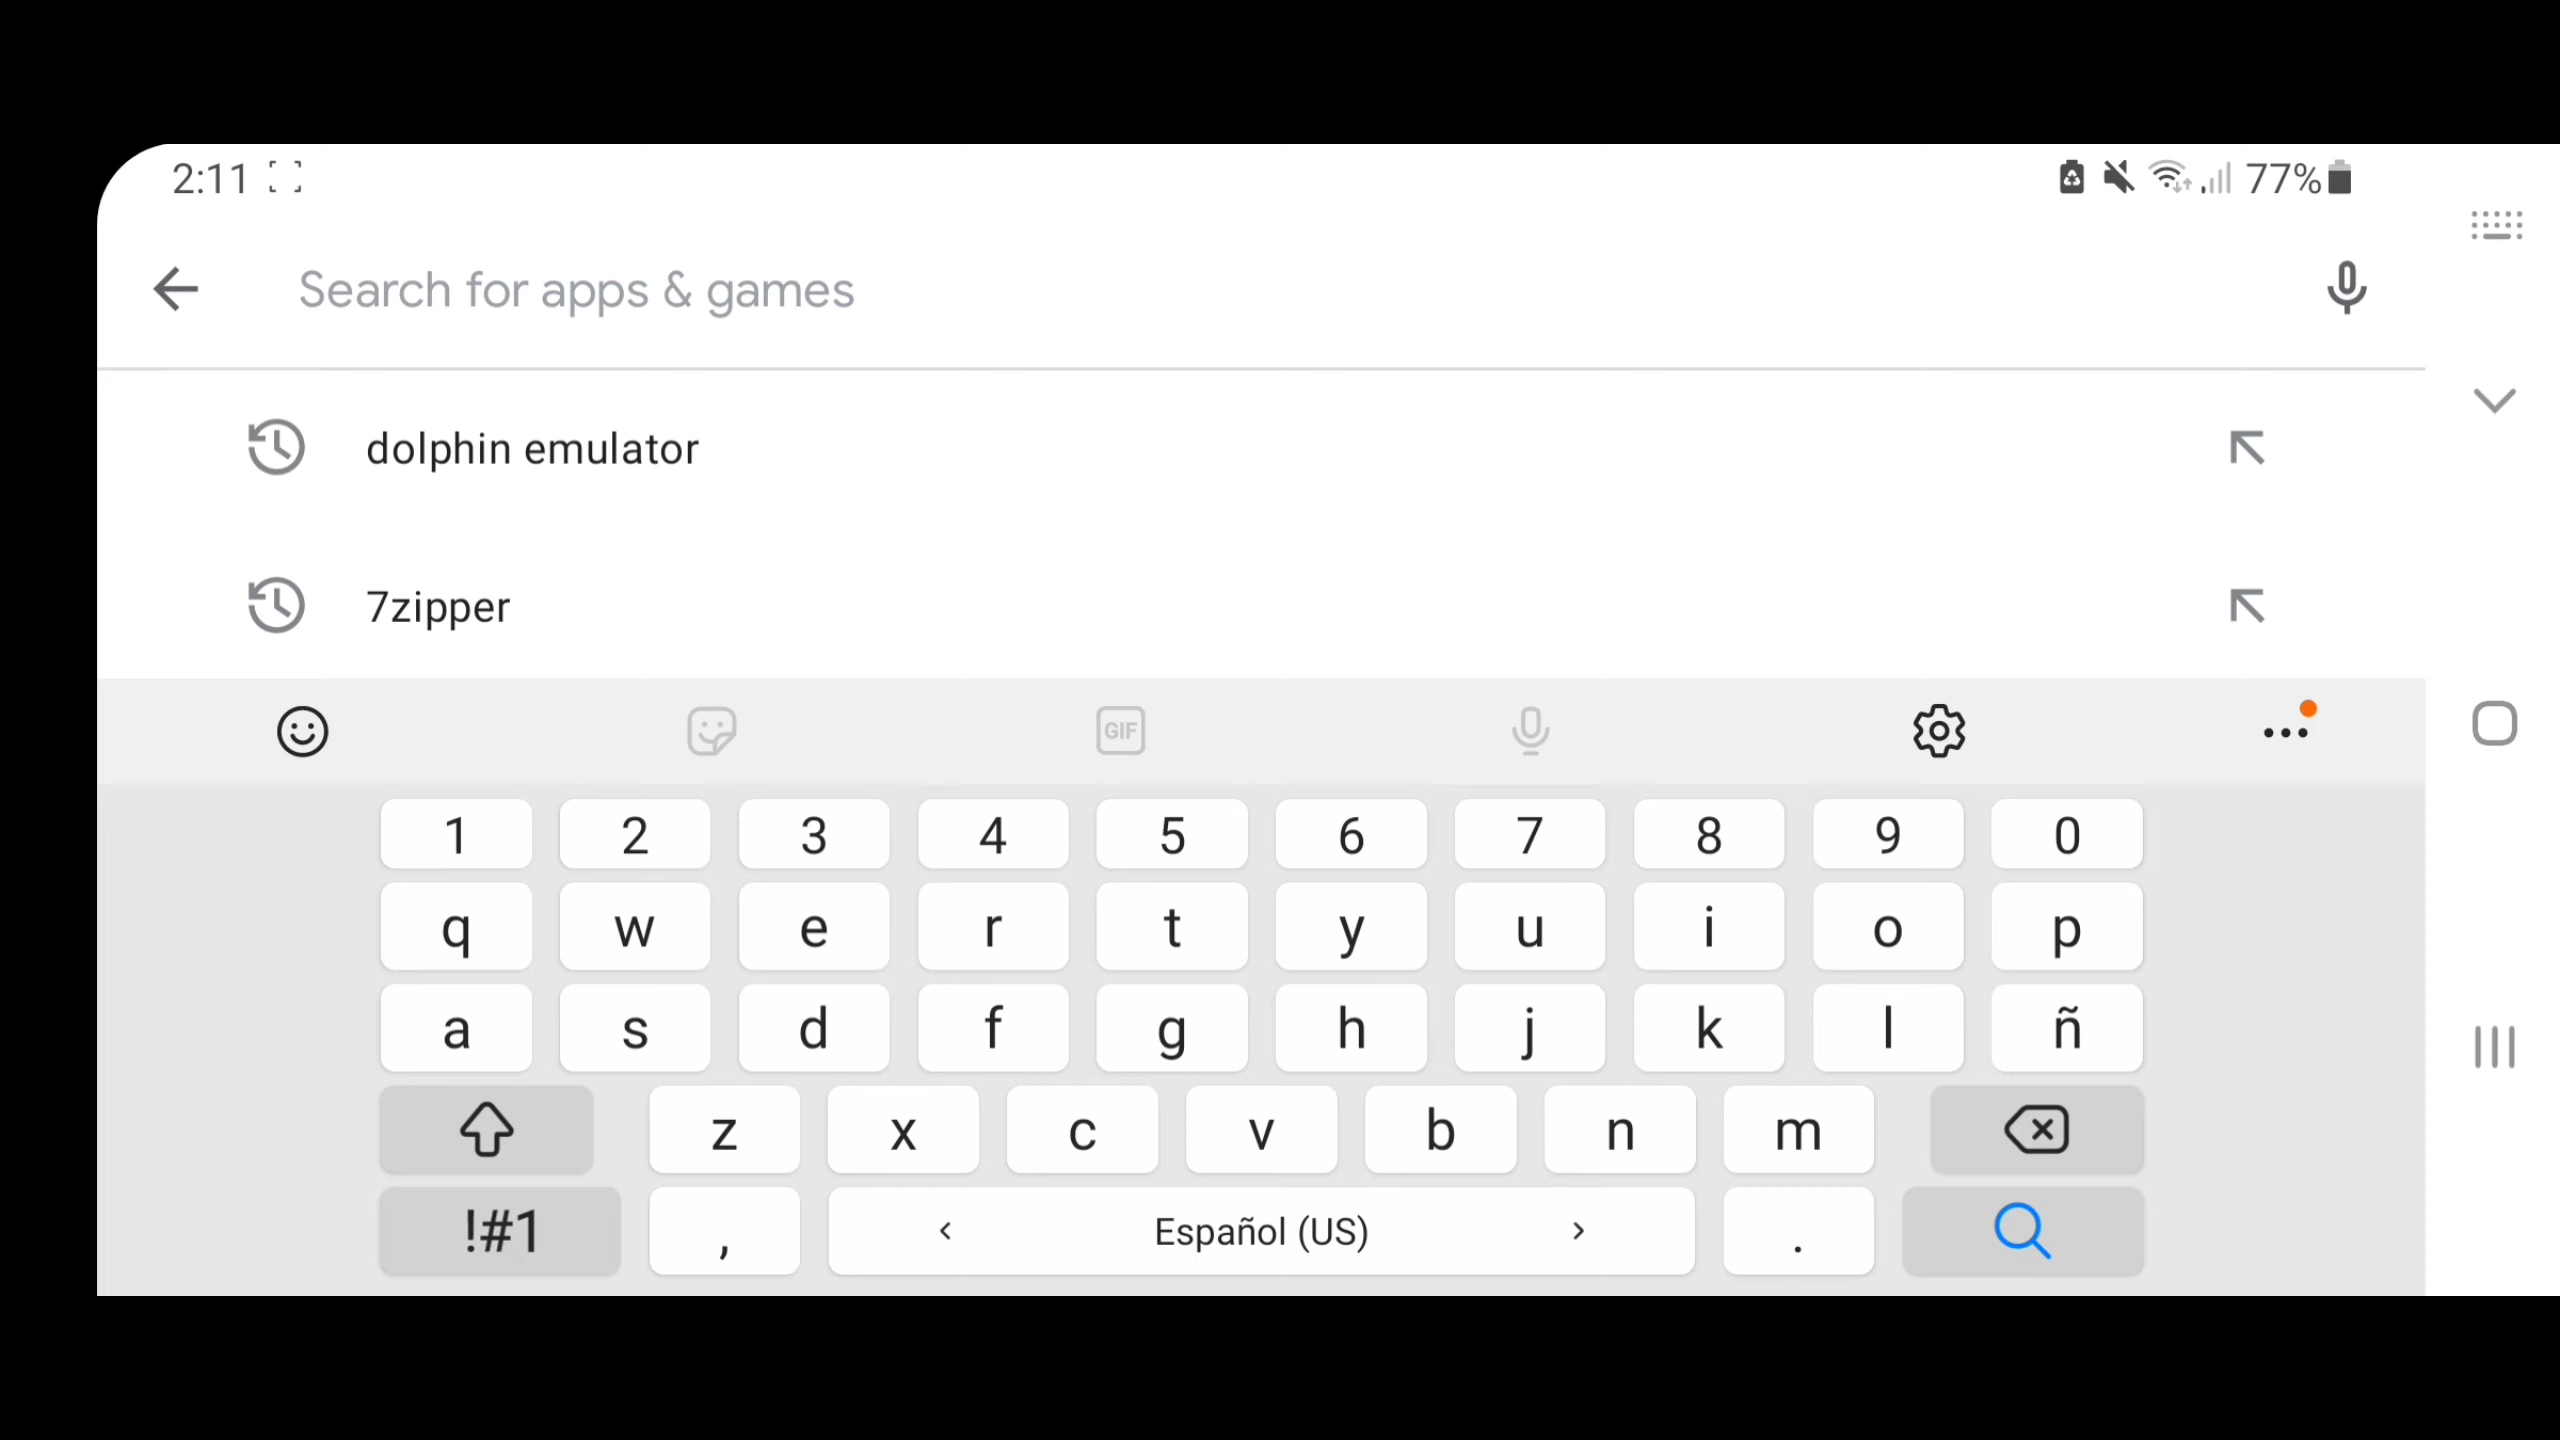 2:11 77%
Search for apps & games
dolphin emulator
7zipper
GIF
1 2 3 4 5 6 7 8 9 0
q w e r t y u i o p
a s d f g h j k l ñ
z x c v b n m
!#1 , < Español (US) > .